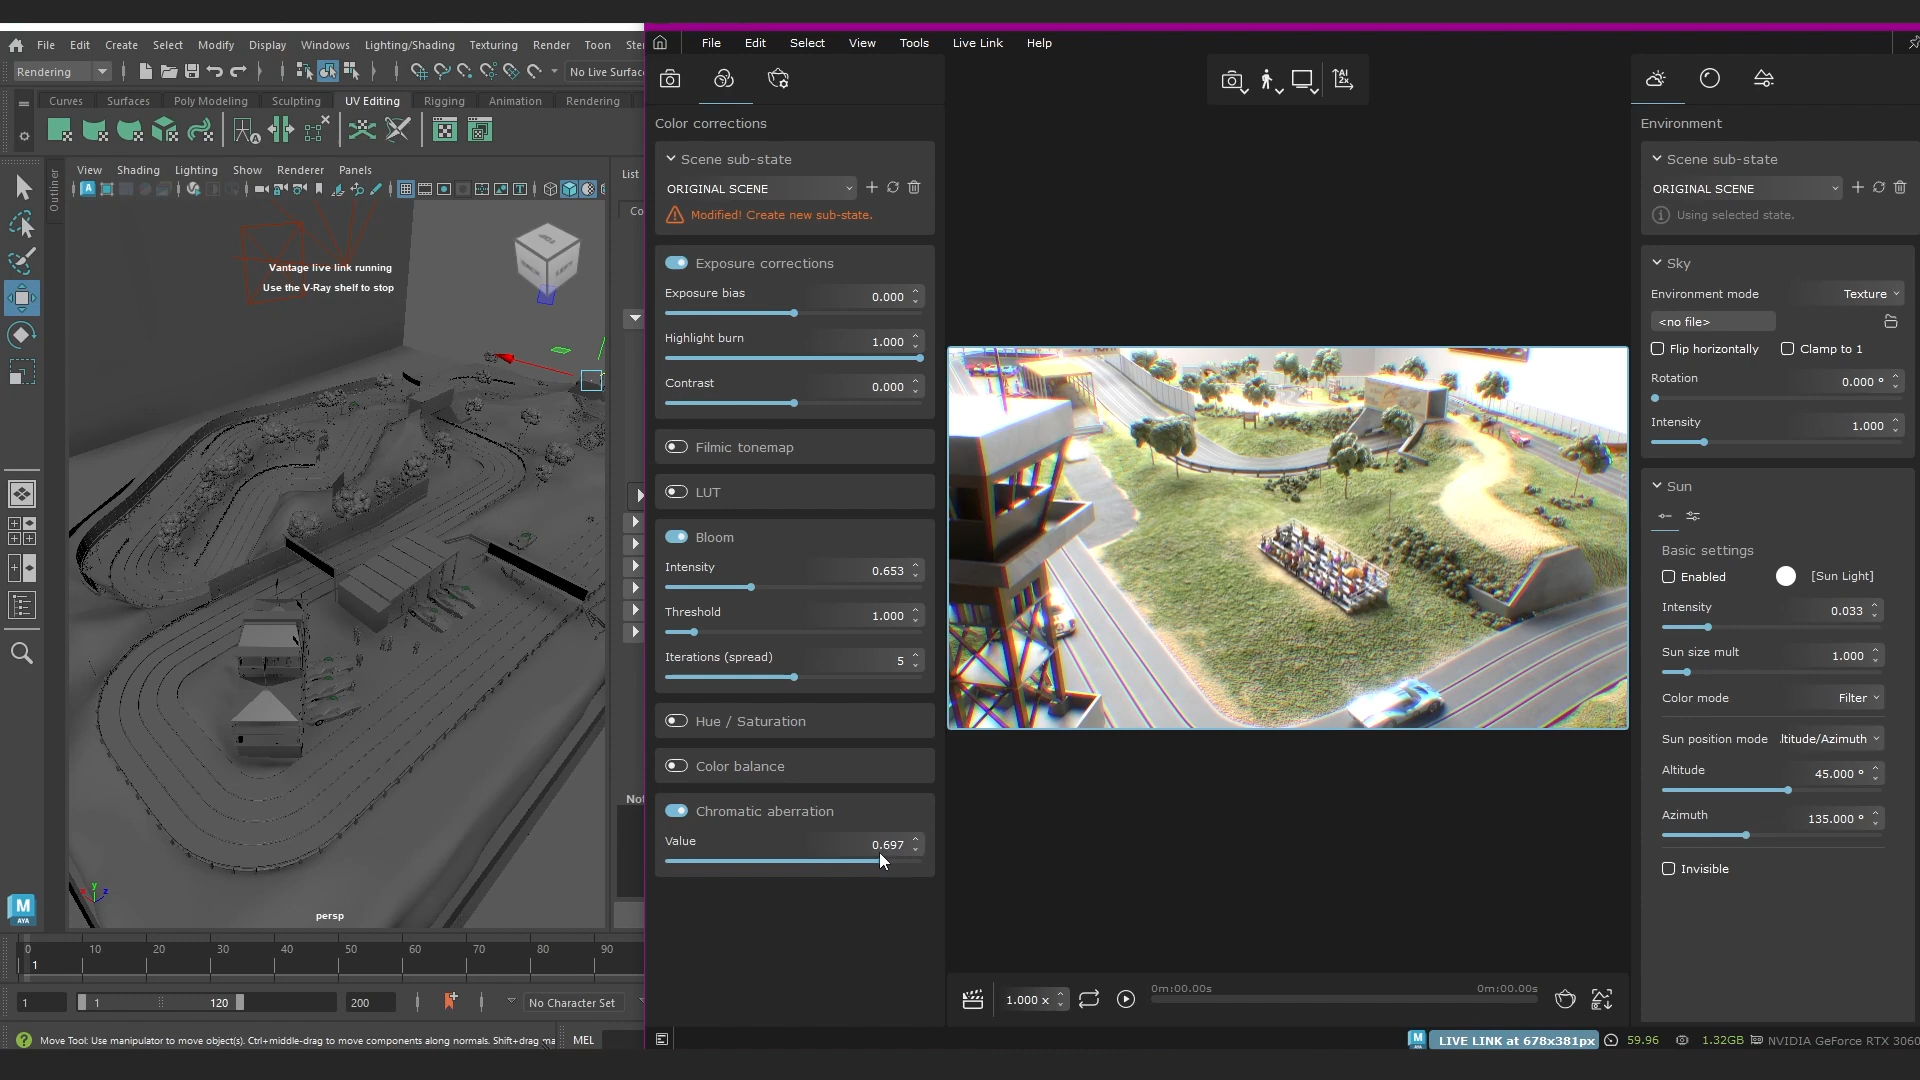 File Edit Create Select Modify Display Windows Lighting/Shading Texturing Render Toon
Rendering
No Live Surface
Curves Surfaces Poly Modeling Sculpting UV Editing Rigging Animation Rendering
View Shading Lighting Show Renderer Panels
List
Outliner
Vantage live link running
Use the V-Ray shelf to stop
TOP
BACK LEFT
persp
0 10 20 30 40 50 60 70 80 90
1
1 1 120 200 No Character Set
Move Tool: Use manipulator to move object(s). Ctrl+middle-drag to move components along normals. Shift+drag
MEL
M
AYA
File Edit Select View Tools Live Link Help
AI
2x
Color corrections
Scene sub-state
ORIGINAL SCENE
Modified! Create new sub-state.
Exposure corrections
Exposure bias 0.000
Highlight burn 1.000
Contrast 0.000
Filmic tonemap
LUT
Bloom
Intensity 0.653
Threshold 1.000
Iterations (spread) 5
Hue / Saturation
Color balance
Chromatic aberration
Value 0.697
1.000 x
0m:00.00s 0m:00.00s
Environment
Scene sub-state
ORIGINAL SCENE
Using selected state.
Sky
Environment mode Texture
<no file>
Flip horizontally Clamp to 1
Rotation 0.000 °
Intensity 1.000
Sun
Basic settings
Enabled [Sun Light]
Intensity 0.033
Sun size mult 1.000
Color mode Filter
Sun position mode ltitude/Azimuth
Altitude 45.000 °
Azimuth 135.000 °
Invisible
LIVE LINK at 678x381px 59.96 1.32GB NVIDIA GeForce RTX 3060